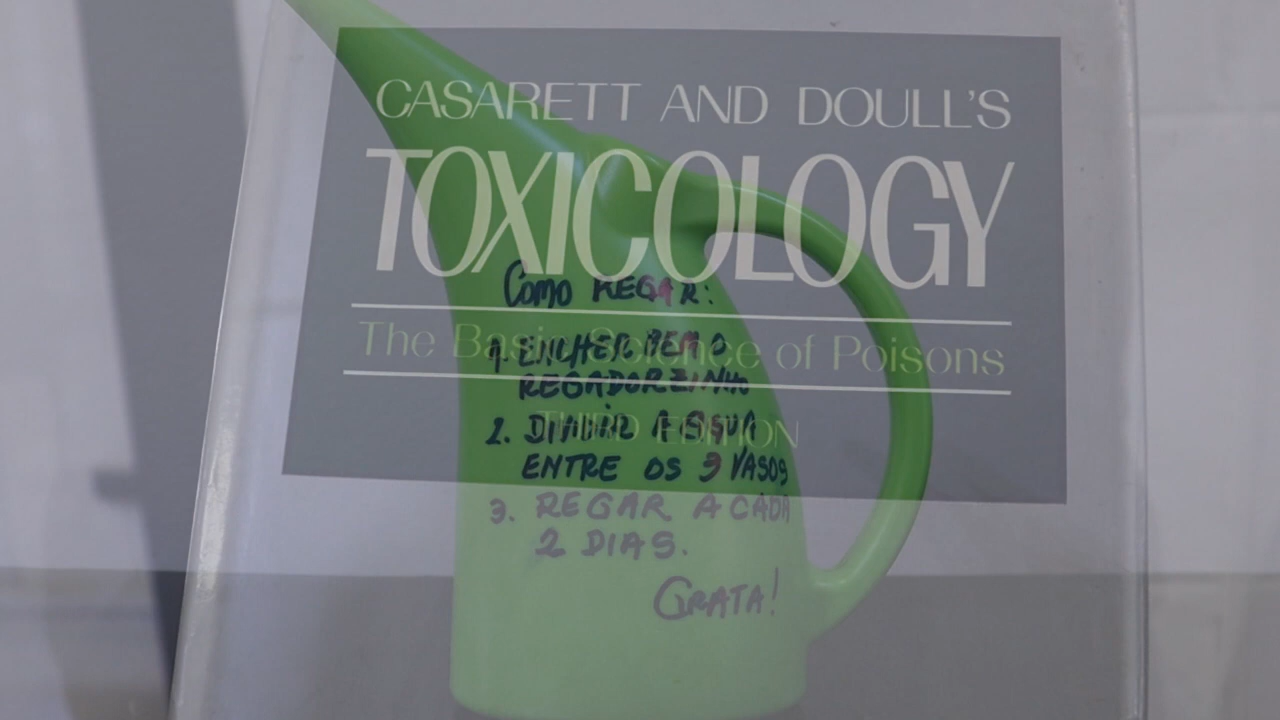 CASARETT AND DOULL'S
TOXICOLOGY
The Basic Science of Poisons
THIRD EDITION
Como REGAR:
1. ENCHER BEM O
REGADORZINHO
2. DIVIDIR A ÁGUA
ENTRE OS 3 VASOS
3. REGAR A CADA
2 DIAS.
GRATA!